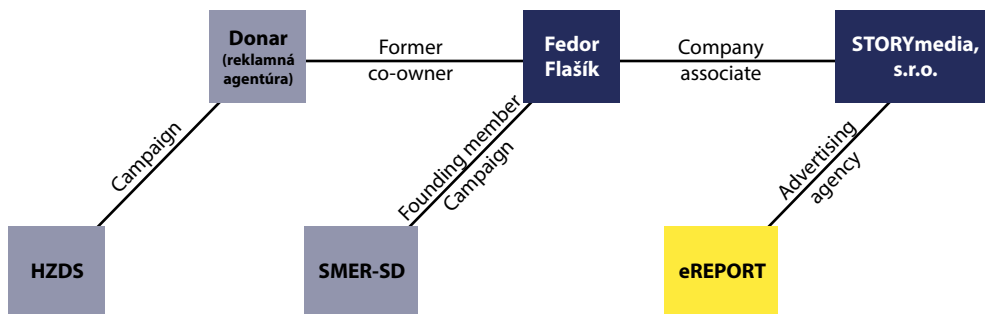 Donar
(reklamná
agentúra)
Former
co-owner
Fedor
Flašík
Company
associate
STORYmedia,
s.r.o.
Campaign
Founding member
Campaign
Advertising
agency
HZDS
SMER-SD
eREPORT